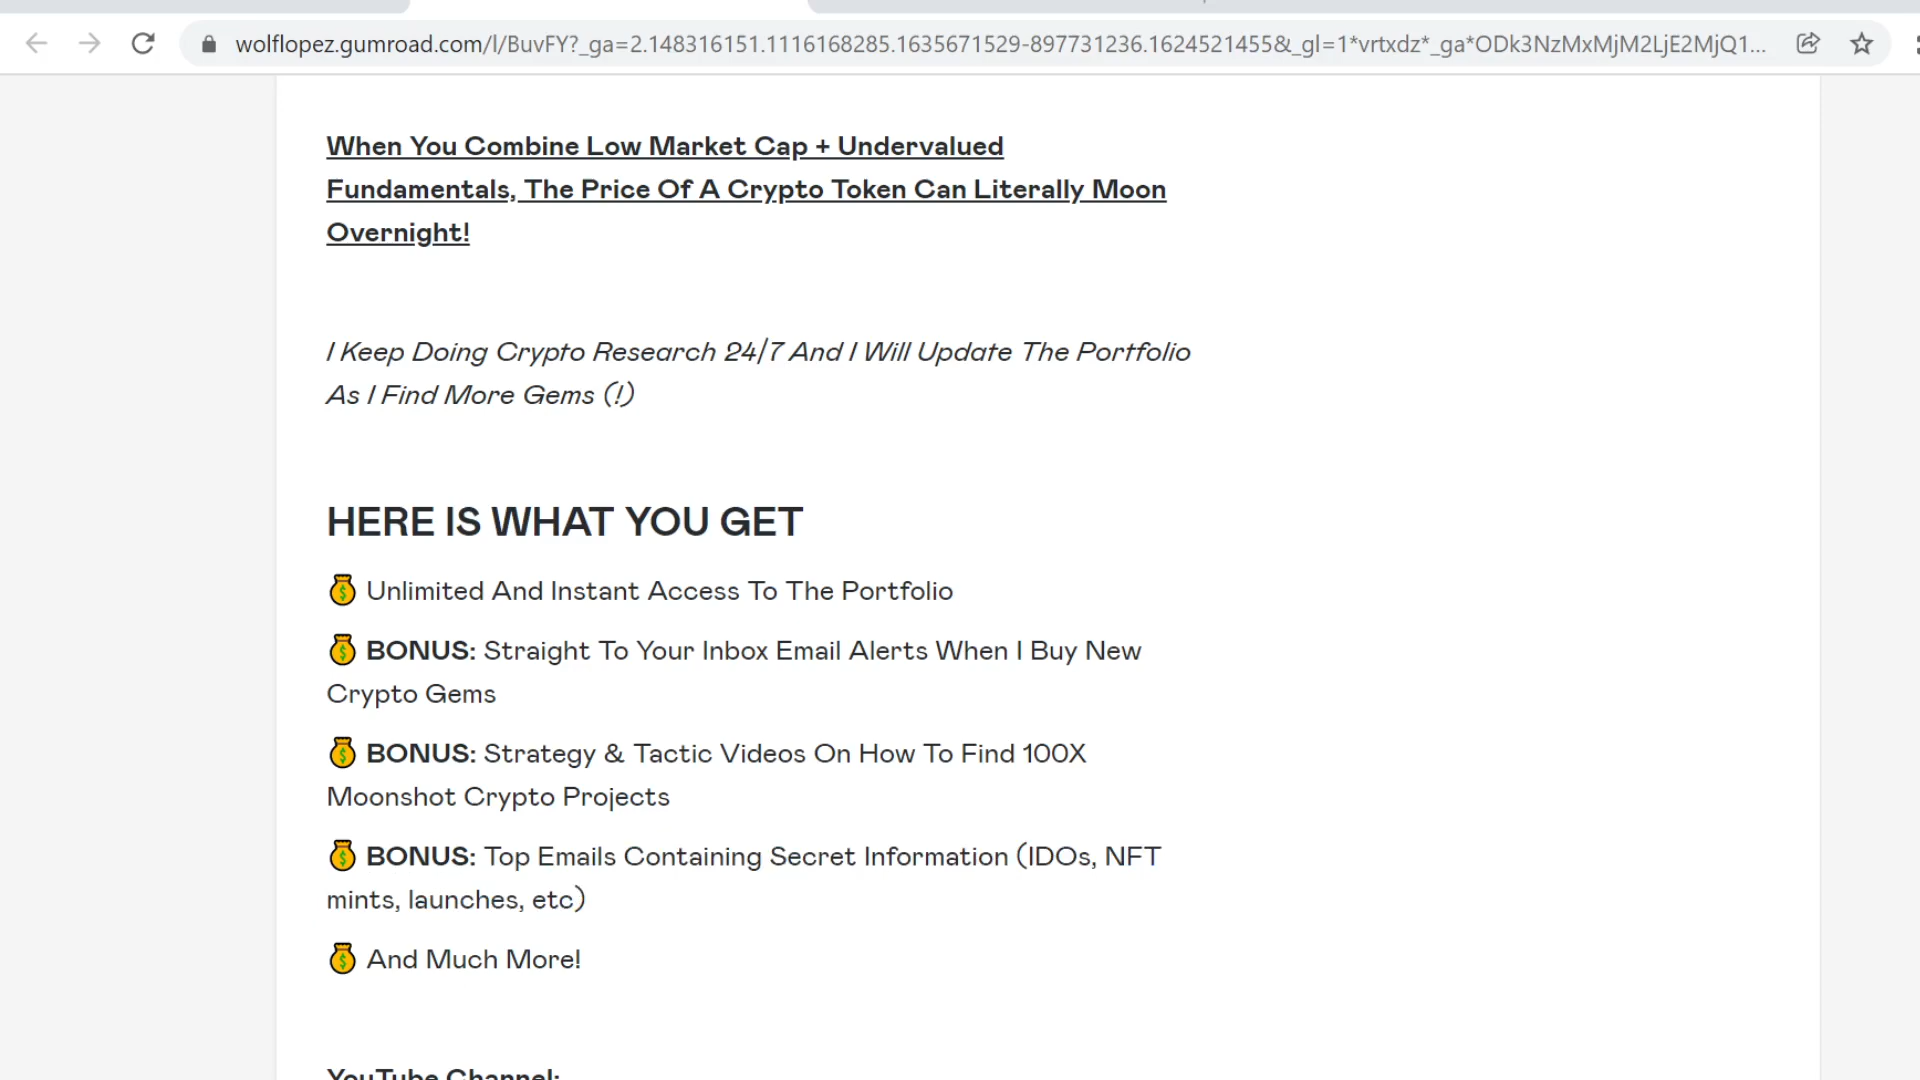 wolflopez.gumroad.com/l/BuvFY?_ga=2.148316151.1116168285.1635671529-897731236.1624521455&_gl=1*vrtxdz*_ga*ODk3NzMxMjM2LjE2MjQ1...
When You Combine Low Market Cap + Undervalued
Fundamentals, The Price Of A Crypto Token Can Literally Moon
Overnight!
I Keep Doing Crypto Research 24/7 And I Will Update The Portfolio
As I Find More Gems (!)
HERE IS WHAT YOU GET
Unlimited And Instant Access To The Portfolio
BONUS: Straight To Your Inbox Email Alerts When I Buy New
Crypto Gems
BONUS: Strategy & Tactic Videos On How To Find 100X
Moonshot Crypto Projects
BONUS: Top Emails Containing Secret Information (IDOs, NFT
mints, launches, etc)
And Much More!
YouTube Channel: